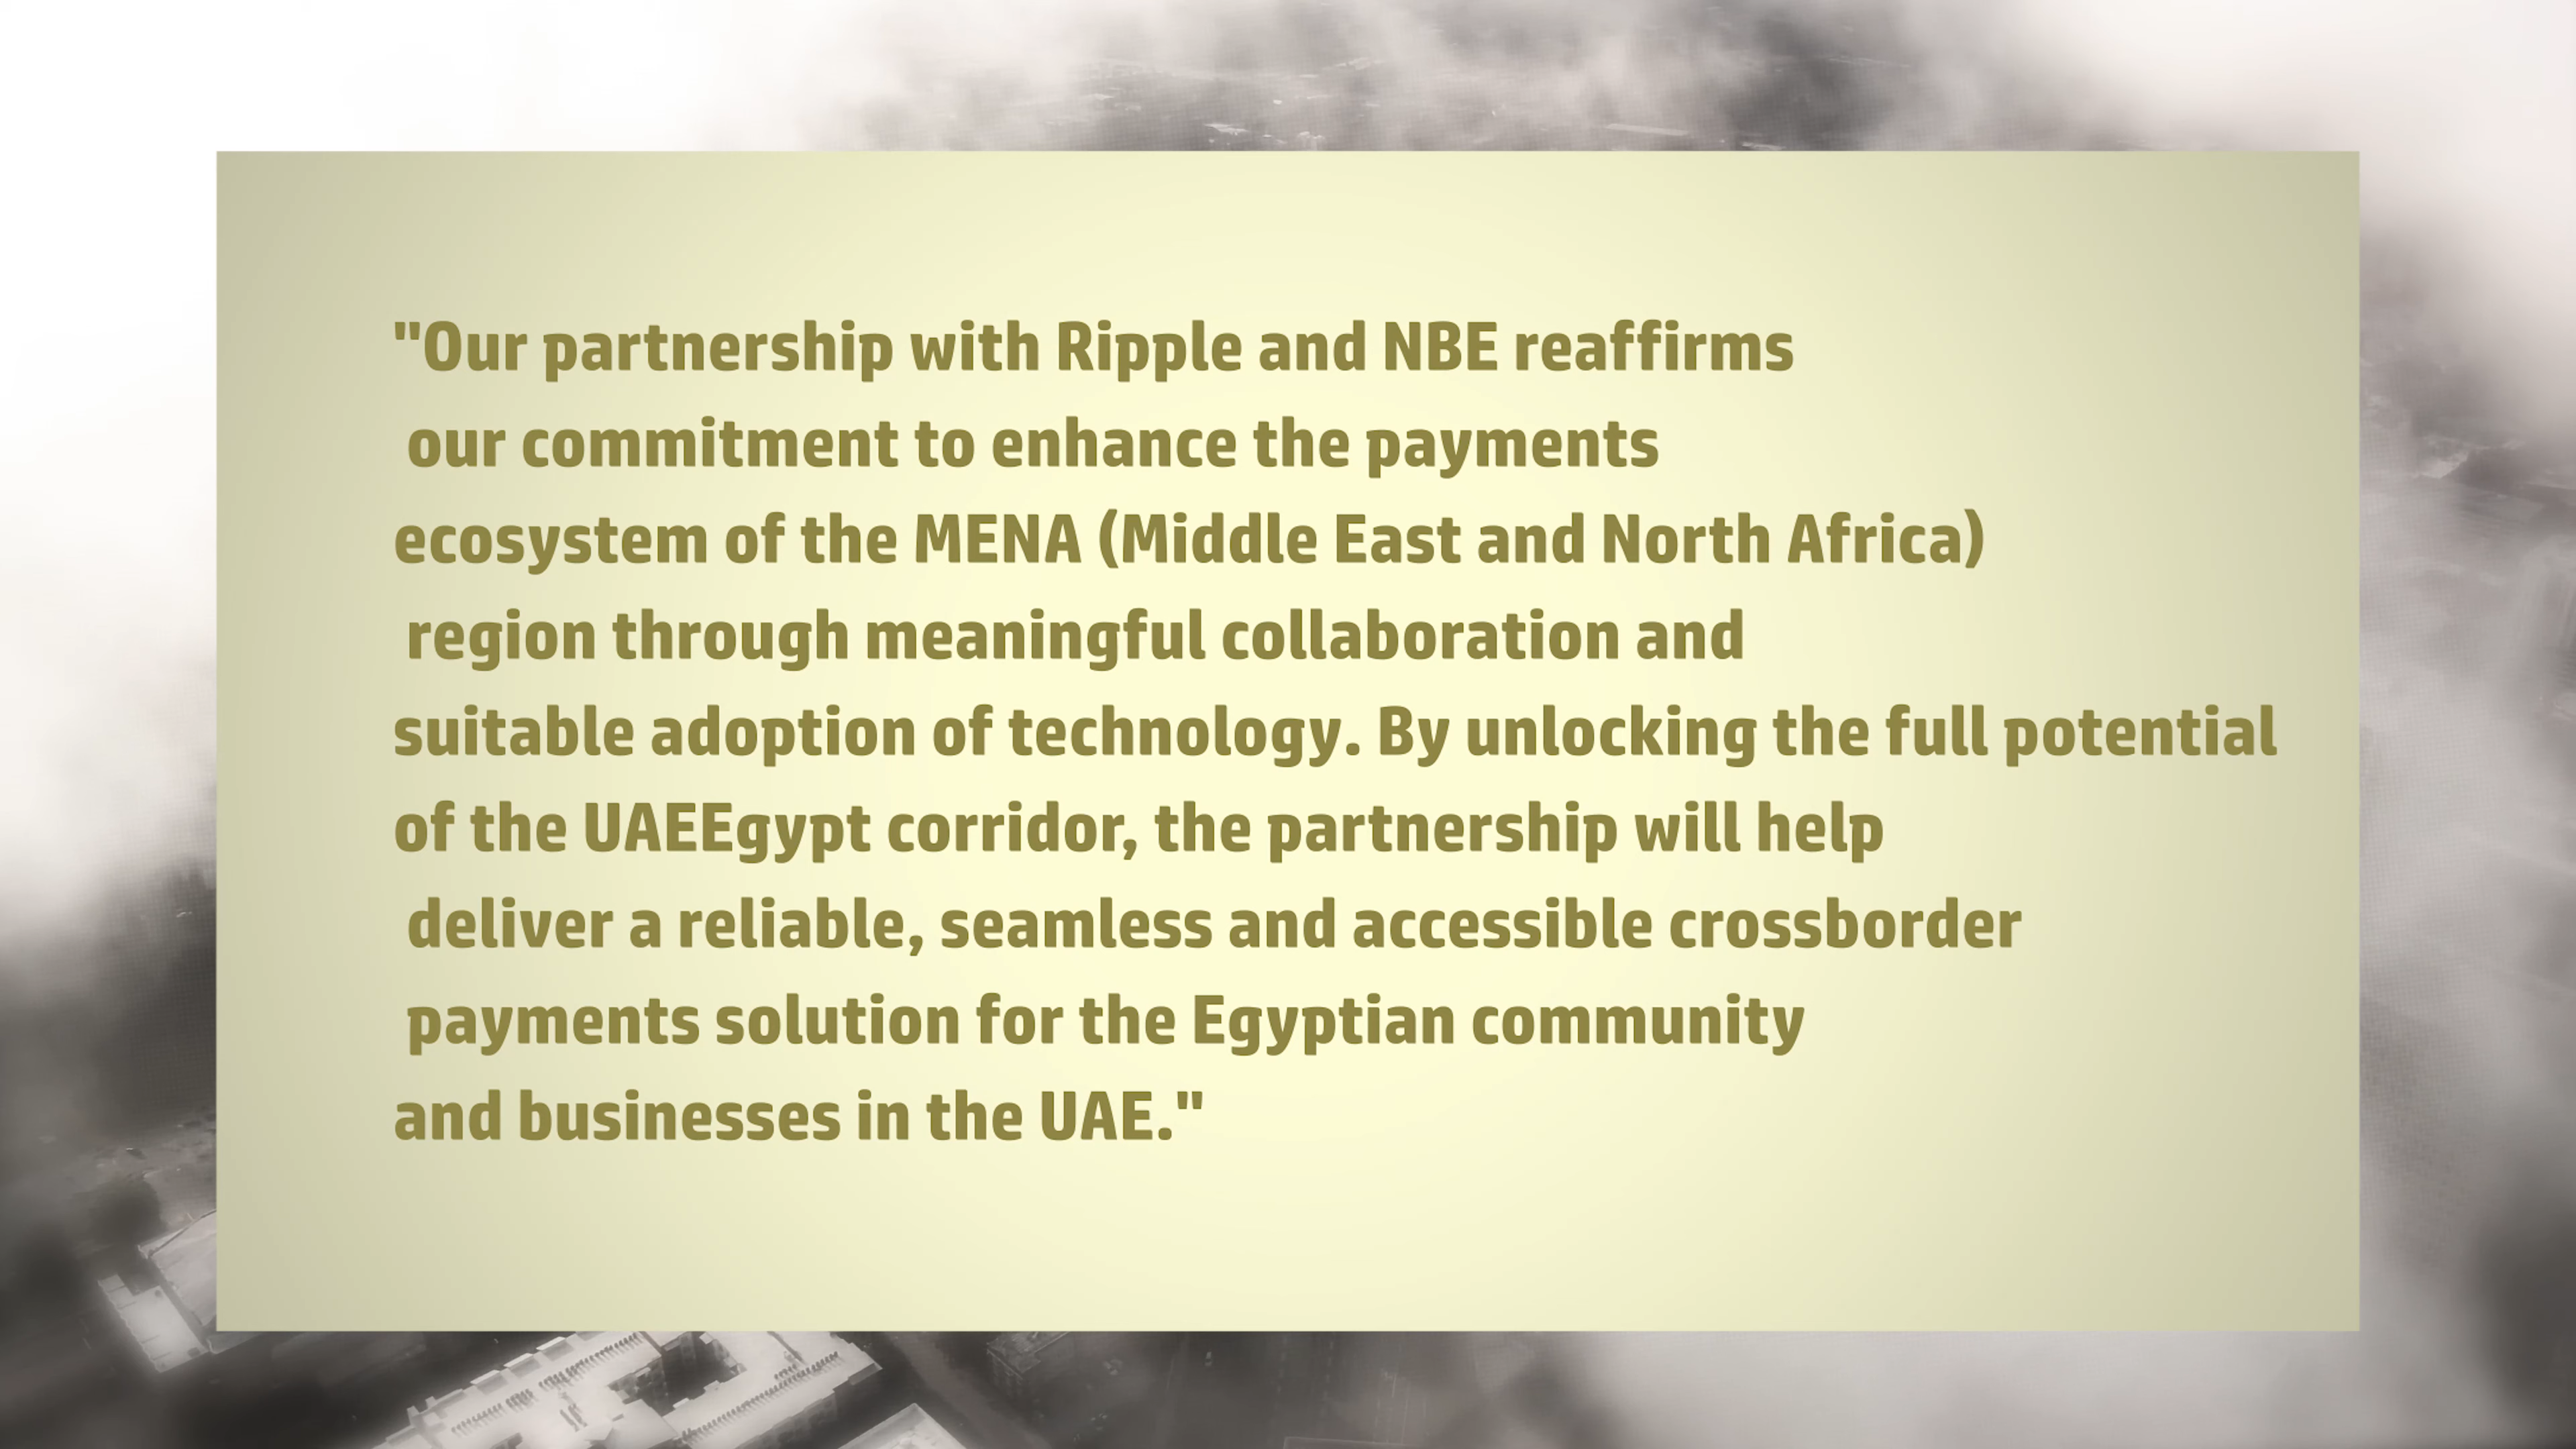 "Our partnership with Ripple and NBE reaffirms
our commitment to enhance the payments
ecosystem of the MENA (Middle East and North Africa)
region through meaningful collaboration and
suitable adoption of technology. By unlocking the full potential
of the UAEEgypt corridor, the partnership will help
deliver a reliable, seamless and accessible crossborder
payments solution for the Egyptian community
and businesses in the UAE."